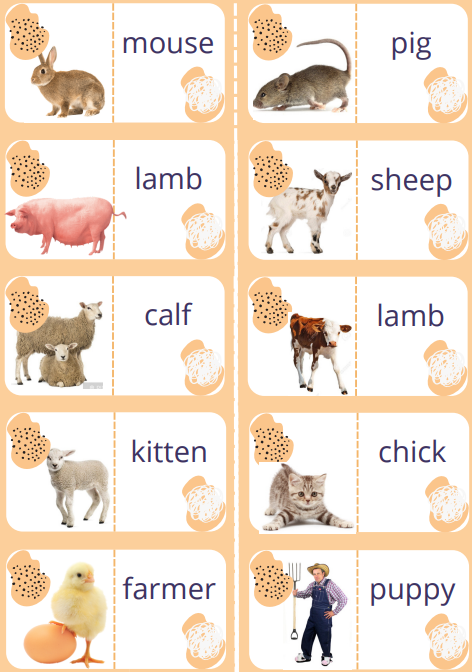 mouse
pig
lamb
sheep
calf
lamb
kitten
chick
farmer
puppy